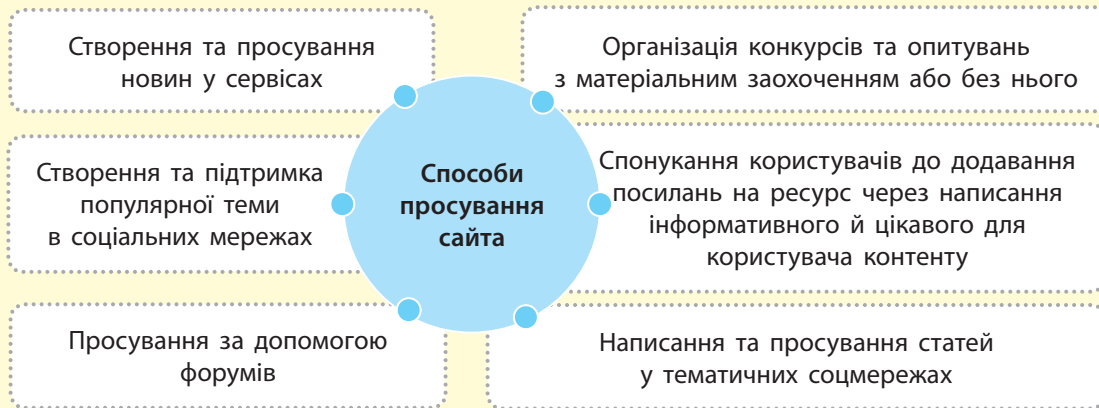 Створення та просування
новин у сервісах
Організація конкурсів та опитувань
з матеріальним заохоченням або без нього
Створення та підтримка
популярної теми
в соціальних мережах
Способи
просування
сайта
Спонукання користувачів до додавання
посилань на ресурс через написання
інформативного й цікавого для
користувача контенту
Просування за допомогою
форумів
Написання та просування статей
у тематичних соцмережах